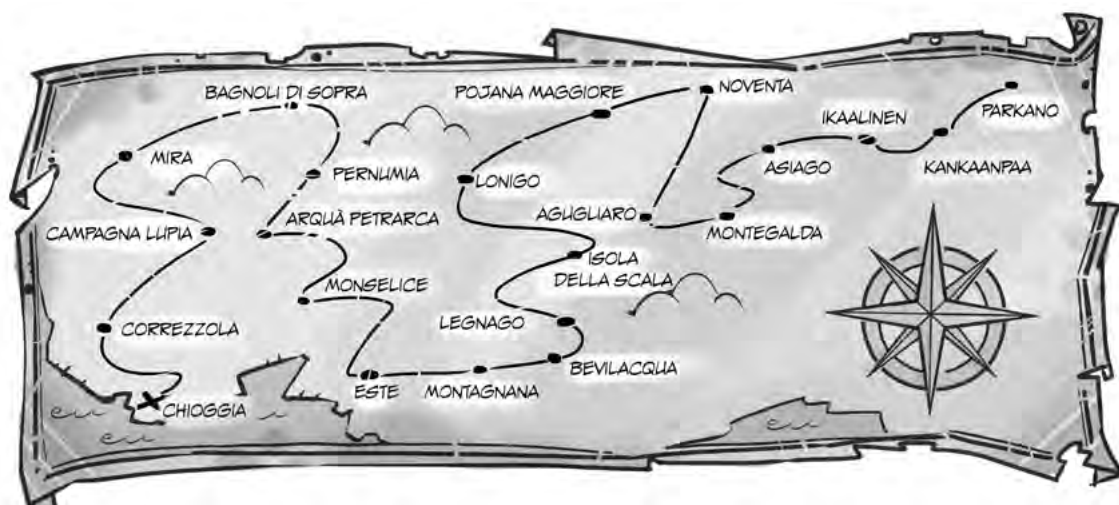 BAGNOLI DI SOPRA
POJANA MAGGIORE
NOVENTA
IKAALINEN
PARKANO
MIRA
PERNUMIA
LONIGO
ASIAGO
KANKAANPAA
CAMPAGNA LUPIA
ARQUÀ PETRARCA
AGUGLIARO
MONTEGALDA
MONSELICE
ISOLA
DELLA SCALA
CORREZZOLA
LEGNAGO
BEVILACQUA
CHIOGGIA
ESTE
MONTAGNANA